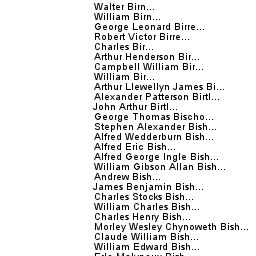 Walter Birn...
William Birn...
George Leonard Birre...
Robert Victor Birre...
Charles Bir...
Arthur Henderson Bir...
Campbell William Bir...
William Bir...
Arthur Llewellyn James Bi...
Alexander Patterson Birtl...
John Arthur Birtl...
George Thomas Bischo...
Stephen Alexander Bish...
Alfred Wedderburn Bish...
Alfred Eric Bish...
Alfred George Ingle Bish...
William Gibson Allan Bish...
Andrew Bish...
James Benjamin Bish...
Charles Stocks Bish...
William Charles Bish...
Charles Henry Bish...
Morley Wesley Chynoweth Bish...
Claude William Bish...
William Edward Bish...